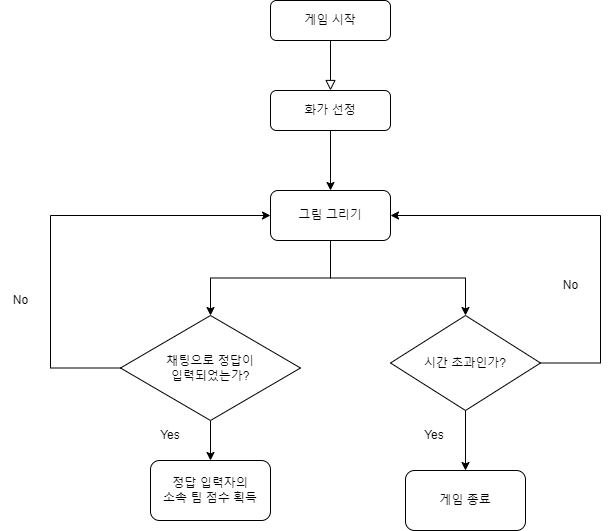 게임 시작
화가 선정
그림 그리기
No
No
채팅으로 정답이
입력되었는가?
시간 초과인가?
Yes
Yes
정답 입력자의
소속 팀 점수 획득
게임 종료